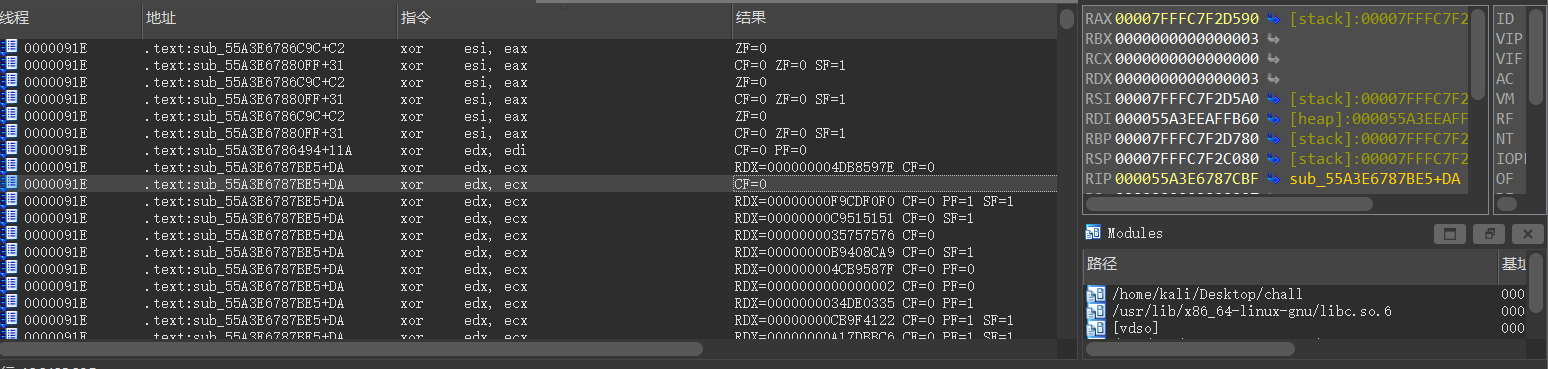 线程 地址 指令 结果
0000091E .text:sub_55A3E6786C9C+C2 xor esi, eax ZF=0
0000091E .text:sub_55A3E67880FF+31 xor esi, eax CF=0 ZF=0 SF=1
0000091E .text:sub_55A3E6786C9C+C2 xor esi, eax ZF=0
0000091E .text:sub_55A3E67880FF+31 xor esi, eax CF=0 ZF=0 SF=1
0000091E .text:sub_55A3E6786C9C+C2 xor esi, eax ZF=0
0000091E .text:sub_55A3E67880FF+31 xor esi, eax CF=0 ZF=0 SF=1
0000091E .text:sub_55A3E6786494+11A xor edx, edi CF=0 PF=0
0000091E .text:sub_55A3E6787BE5+DA xor edx, ecx RDX=000000004DB8597E CF=0
0000091E .text:sub_55A3E6787BE5+DA xor edx, ecx CF=0
0000091E .text:sub_55A3E6787BE5+DA xor edx, ecx RDX=00000000F9CDF0F0 CF=0 PF=1 SF=1
0000091E .text:sub_55A3E6787BE5+DA xor edx, ecx RDX=00000000C9515151 CF=0 SF=1
0000091E .text:sub_55A3E6787BE5+DA xor edx, ecx RDX=0000000035757576 CF=0
0000091E .text:sub_55A3E6787BE5+DA xor edx, ecx RDX=00000000B9408CA9 CF=0 SF=1
0000091E .text:sub_55A3E6787BE5+DA xor edx, ecx RDX=000000004CB9587F CF=0 PF=0
0000091E .text:sub_55A3E6787BE5+DA xor edx, ecx RDX=0000000000000002 CF=0 PF=0
0000091E .text:sub_55A3E6787BE5+DA xor edx, ecx RDX=0000000034DE0335 CF=0 PF=1
0000091E .text:sub_55A3E6787BE5+DA xor edx, ecx RDX=00000000CB9F4122 CF=0 PF=1 SF=1
0000091E .text:sub_55A3E6787BE5+DA xor edx, ecx RDX=00000000A17DBBC6 CF=0 PF=1 SF=1
RAX 00007FFFC7F2D590 [stack]:00007FFFC7F2
RBX 0000000000000003
RCX 0000000000000000
RDX 0000000000000003
RSI 00007FFFC7F2D5A0 [stack]:00007FFFC7F2
RDI 000055A3EEAFFB60 [heap]:000055A3EEAFF
RBP 00007FFFC7F2D780 [stack]:00007FFFC7F2
RSP 00007FFFC7F2C080 [stack]:00007FFFC7F2
RIP 000055A3E6787CBF sub_55A3E6787BE5+DA
ID
VIP
VIF
AC
VM
RF
NT
IOPL
OF
Modules
路径 基址
/home/kali/Desktop/chall 000
/usr/lib/x86_64-linux-gnu/libc.so.6 000
[vdso] 000